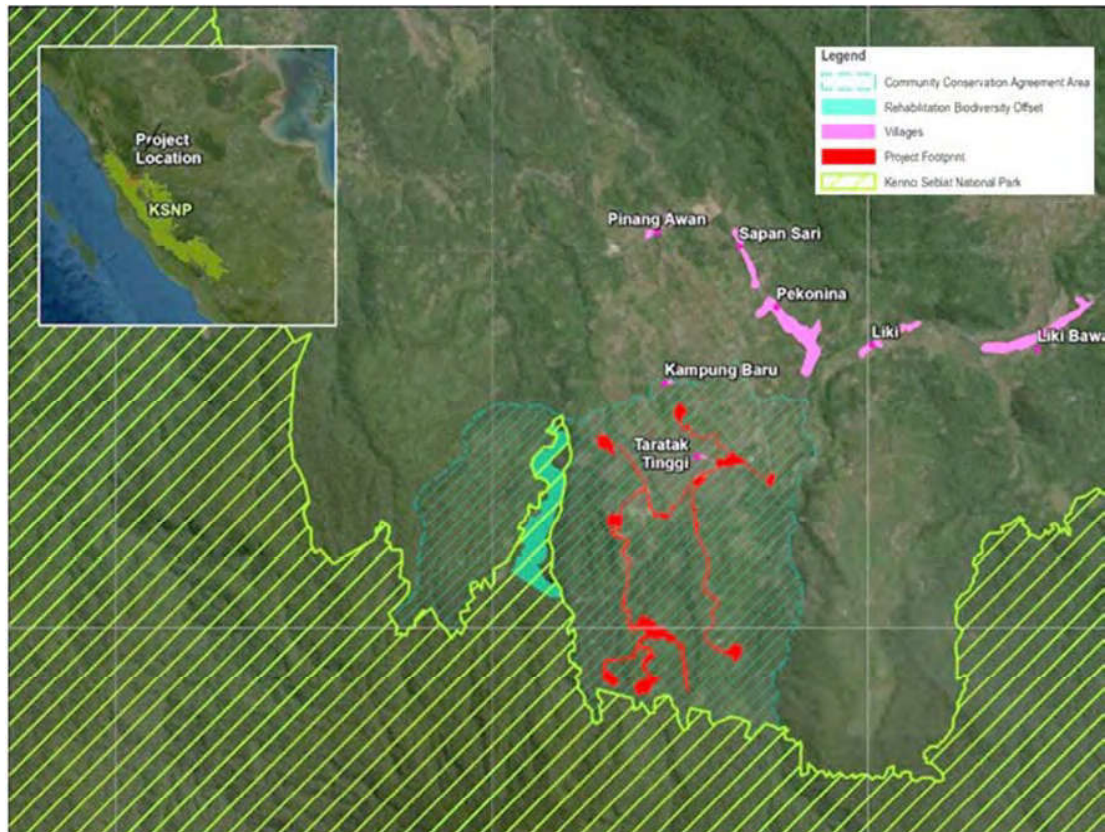 Project
Location
KSNP
Legend
Community Conservation Agreement Area
Rehabilitation Biodiversity Offset
Villages
Project Footprint
Kerinci Seblat National Park
Pinang Awan
Sapan Sari
Pekonina
Liki
Liki Bawa
Kampung Baru
Taratak
Tinggi